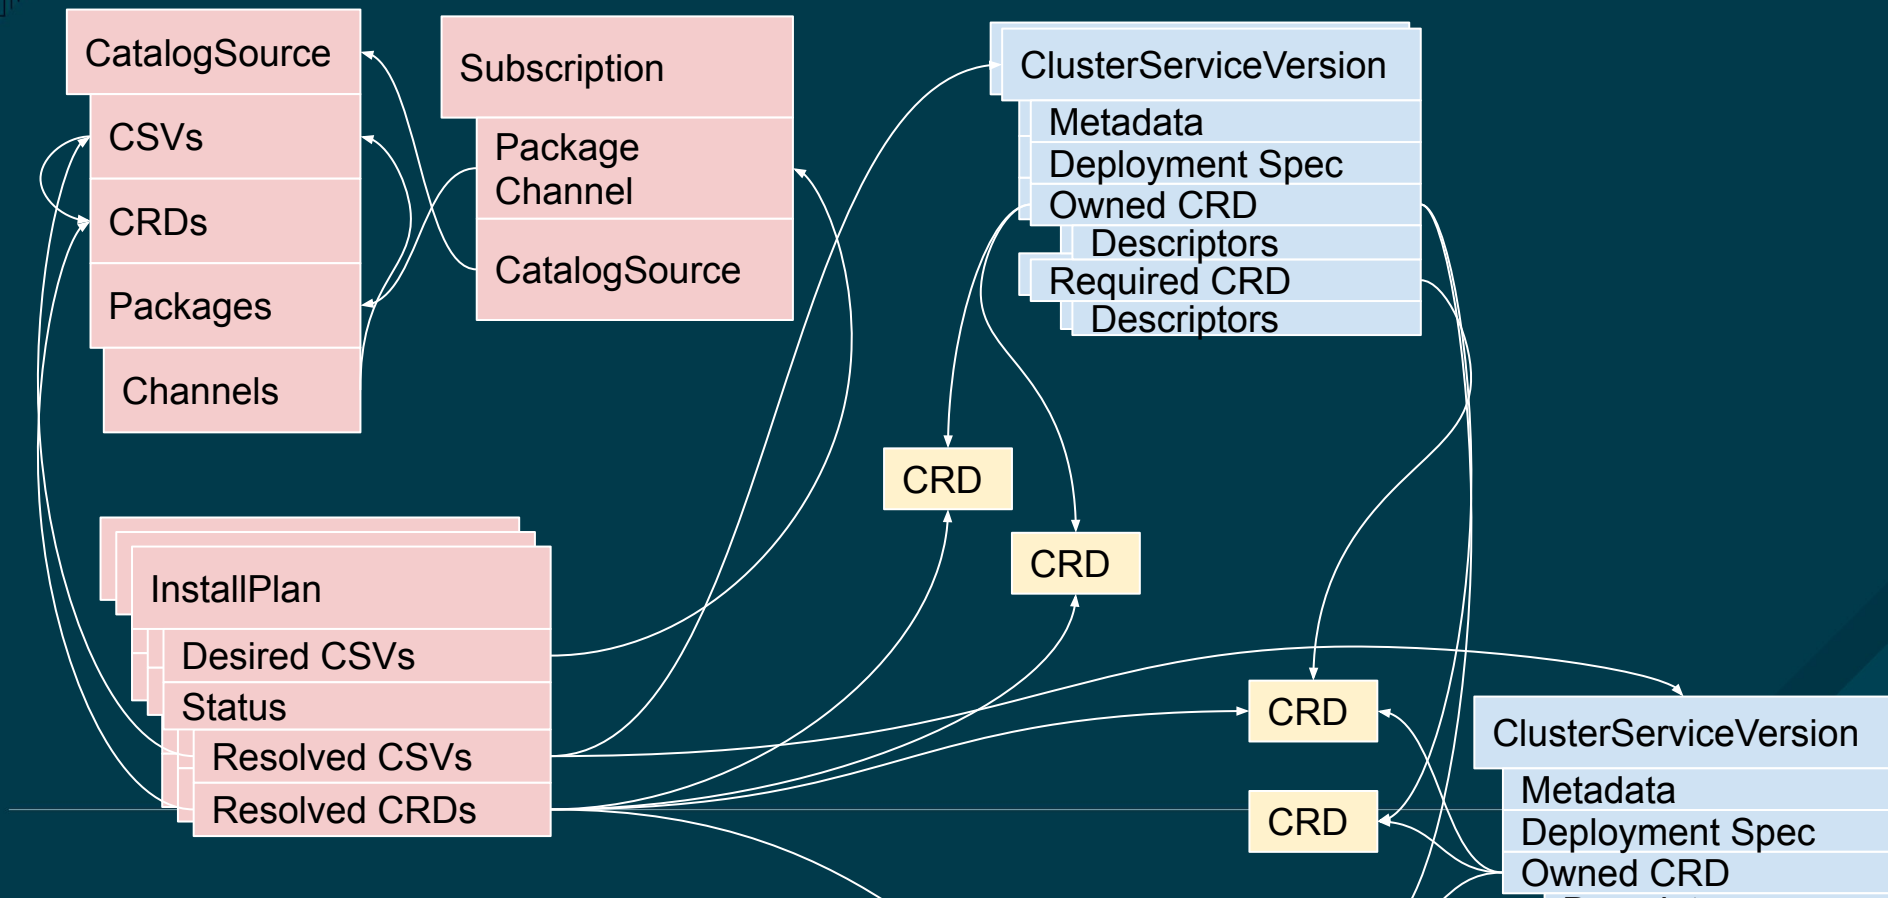 CatalogSource
CSVs
CRDs
Packages
Channels
Subscription
Package
Channel
CatalogSource
ClusterServiceVersion
Metadata
Deployment Spec
Owned CRD
Descriptors
Required CRD
Descriptors
CRD
CRD
InstallPlan
Desired CSVs
Status
Resolved CSVs
Resolved CRDs
CRD
CRD
ClusterServiceVersion
Metadata
Deployment Spec
Owned CRD